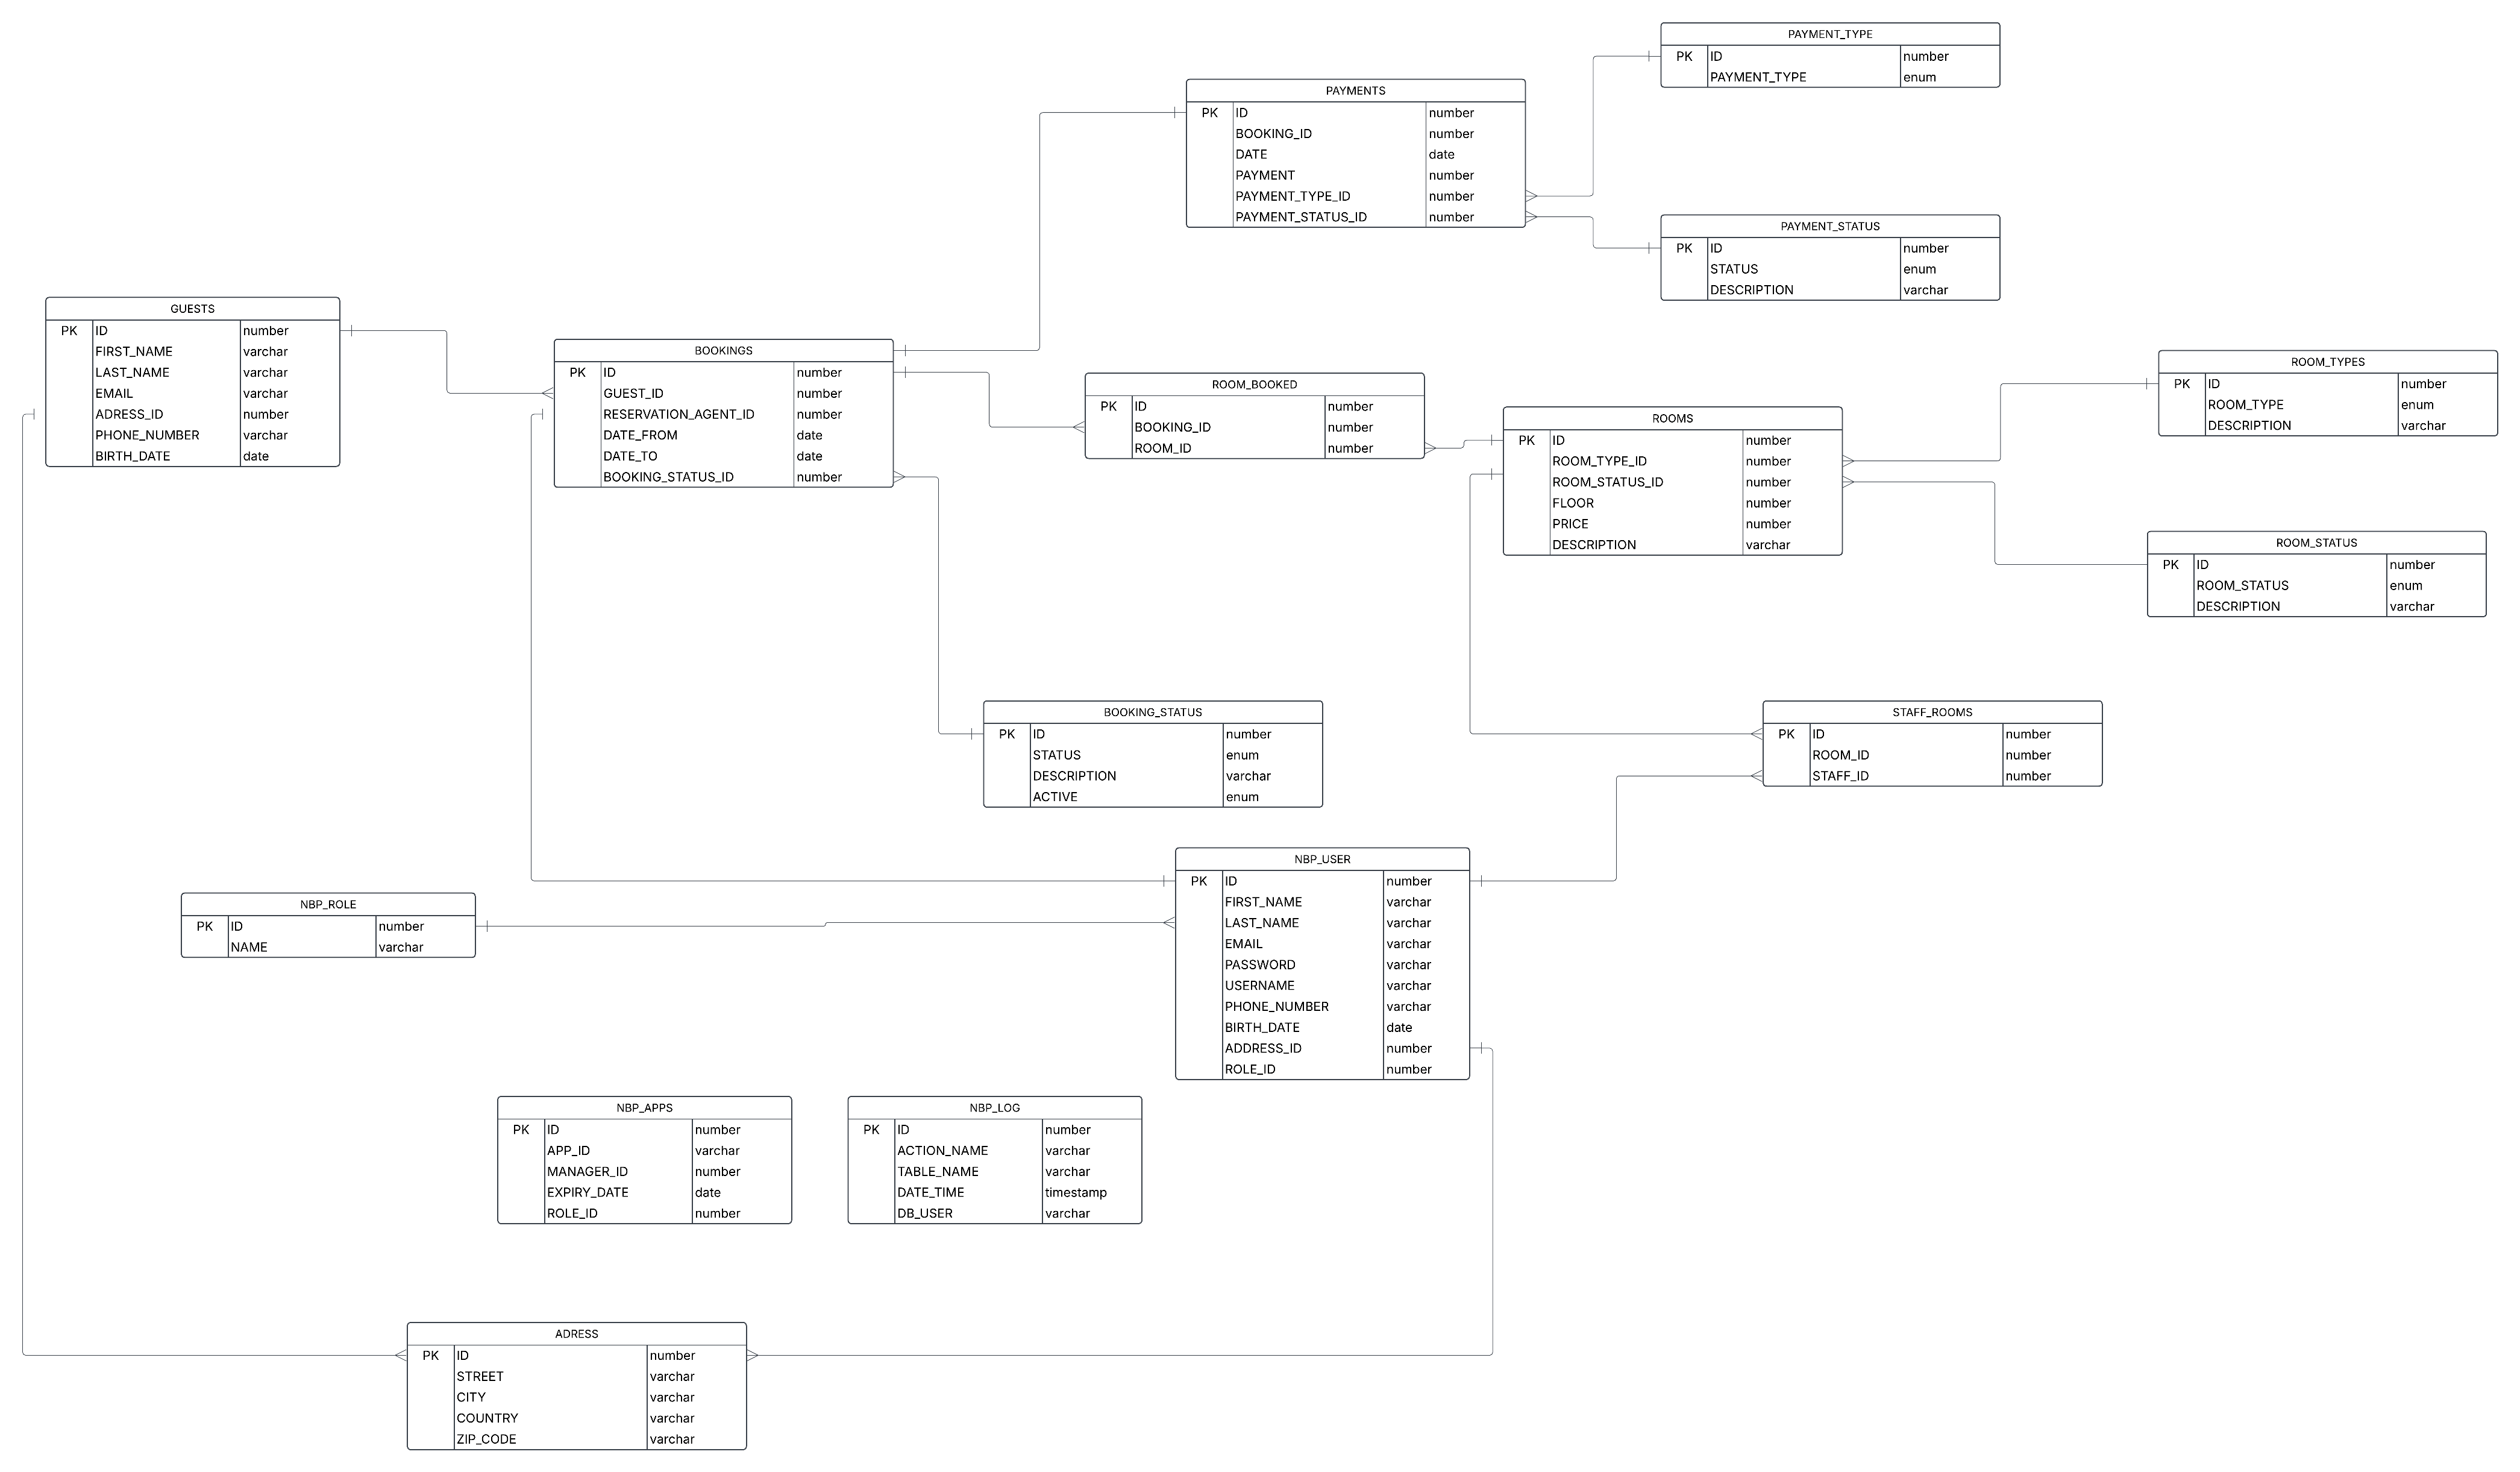 PAYMENT_TYPE
PK ID number
PAYMENT_TYPE enum
PAYMENTS
PK ID number
BOOKING_ID number
DATE date
PAYMENT number
PAYMENT_TYPE_ID number
PAYMENT_STATUS_ID number
PAYMENT_STATUS
PK ID number
STATUS enum
DESCRIPTION varchar
GUESTS
PK ID number
FIRST_NAME varchar
LAST_NAME varchar
EMAIL varchar
ADRESS_ID number
PHONE_NUMBER varchar
BIRTH_DATE date
BOOKINGS
PK ID number
GUEST_ID number
RESERVATION_AGENT_ID number
DATE_FROM date
DATE_TO date
BOOKING_STATUS_ID number
ROOM_BOOKED
PK ID number
BOOKING_ID number
ROOM_ID number
ROOMS
PK ID number
ROOM_TYPE_ID number
ROOM_STATUS_ID number
FLOOR number
PRICE number
DESCRIPTION varchar
ROOM_TYPES
PK ID number
ROOM_TYPE enum
DESCRIPTION varchar
ROOM_STATUS
PK ID number
ROOM_STATUS enum
DESCRIPTION varchar
BOOKING_STATUS
PK ID number
STATUS enum
DESCRIPTION varchar
ACTIVE enum
STAFF_ROOMS
PK ID number
ROOM_ID number
STAFF_ID number
NBP_USER
PK ID number
FIRST_NAME varchar
LAST_NAME varchar
EMAIL varchar
PASSWORD varchar
USERNAME varchar
PHONE_NUMBER varchar
BIRTH_DATE date
ADDRESS_ID number
ROLE_ID number
NBP_ROLE
PK ID number
NAME varchar
NBP_APPS
PK ID number
APP_ID varchar
MANAGER_ID number
EXPIRY_DATE date
ROLE_ID number
NBP_LOG
PK ID number
ACTION_NAME varchar
TABLE_NAME varchar
DATE_TIME timestamp
DB_USER varchar
ADRESS
PK ID number
STREET varchar
CITY varchar
COUNTRY varchar
ZIP_CODE varchar